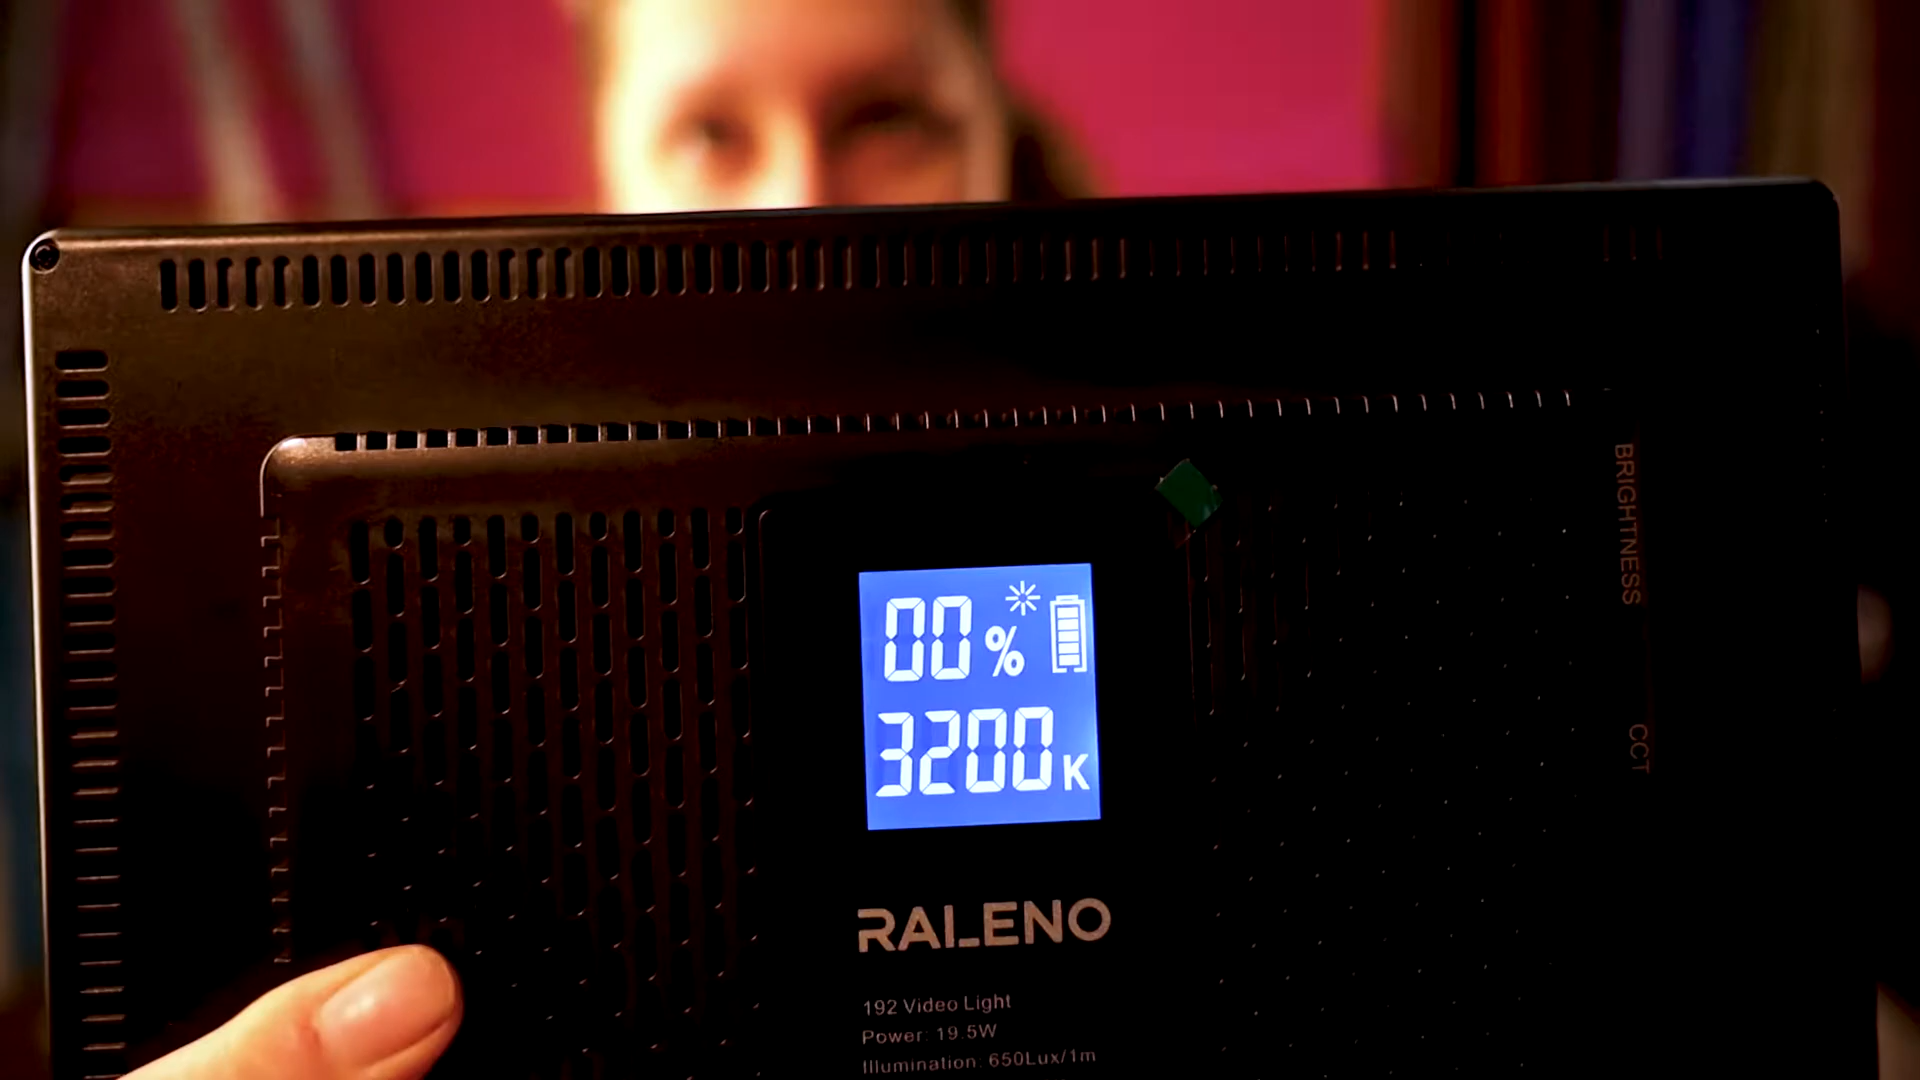 00%
3200K
RALENO
192 Video Light
Power: 19.5W
Illumination: 650Lux/1m
BRIGHTNESS
CCT